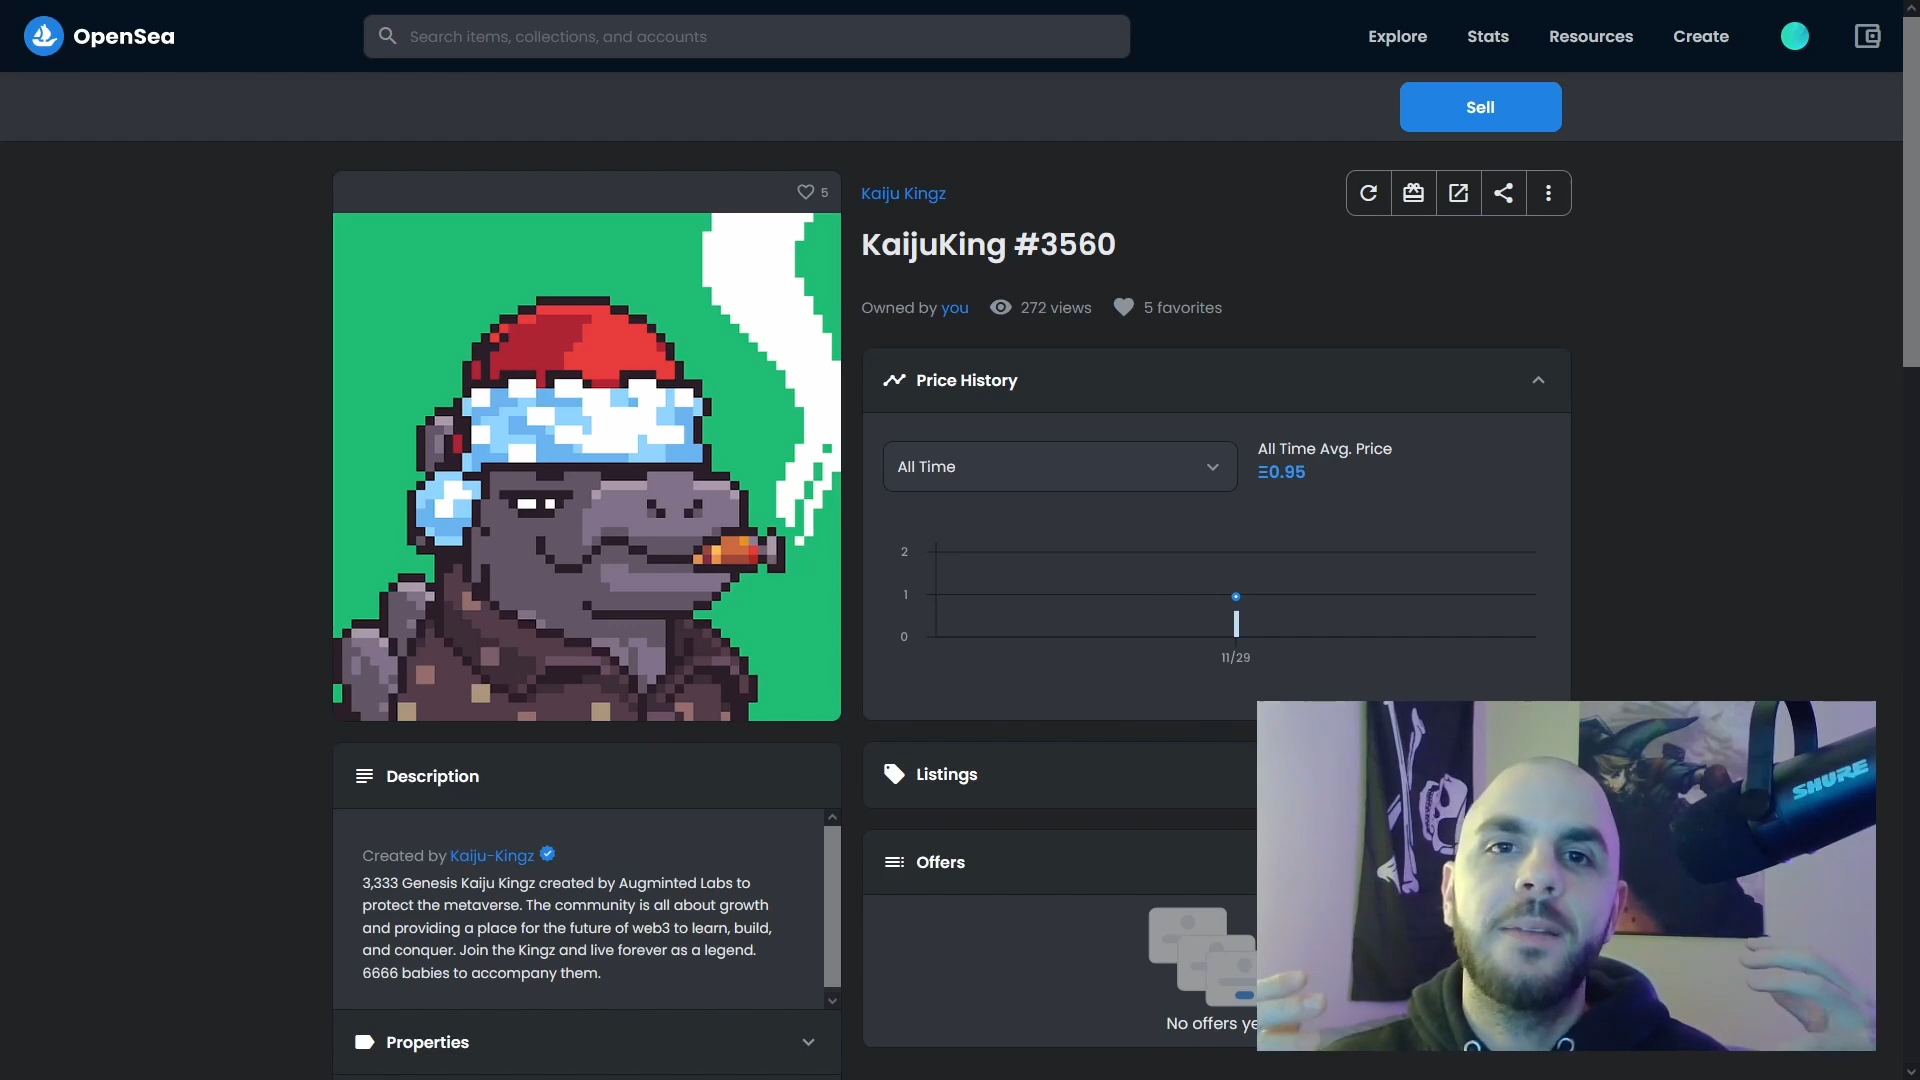 OpenSea
Search items, collections, and accounts
Explore
Stats
Resources
Create
Sell
5
Kaiju Kingz
KaijuKing #3560
Owned by you
272 views
5 favorites
Price History
All Time
All Time Avg. Price
Ξ0.95
2
1
0
11/29
Description
Created by Kaiju-Kingz
3,333 Genesis Kaiju Kingz created by Augminted Labs to
protect the metaverse. The community is all about growth
and providing a place for the future of web3 to learn, build,
and conquer. Join the Kingz and live forever as a legend.
6666 babies to accompany them.
Properties
Listings
Offers
No offers ye
SHURE